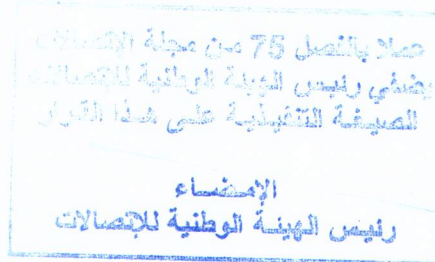 عملا بالفصل 75 من مجلة الاتصالات
يضفي رئيس الهيئة الوطنية للاتصالات
الصيغة التنفيذية على هذا القرار
الإمضاء
رئيس الهيئة الوطنية للإتصالات